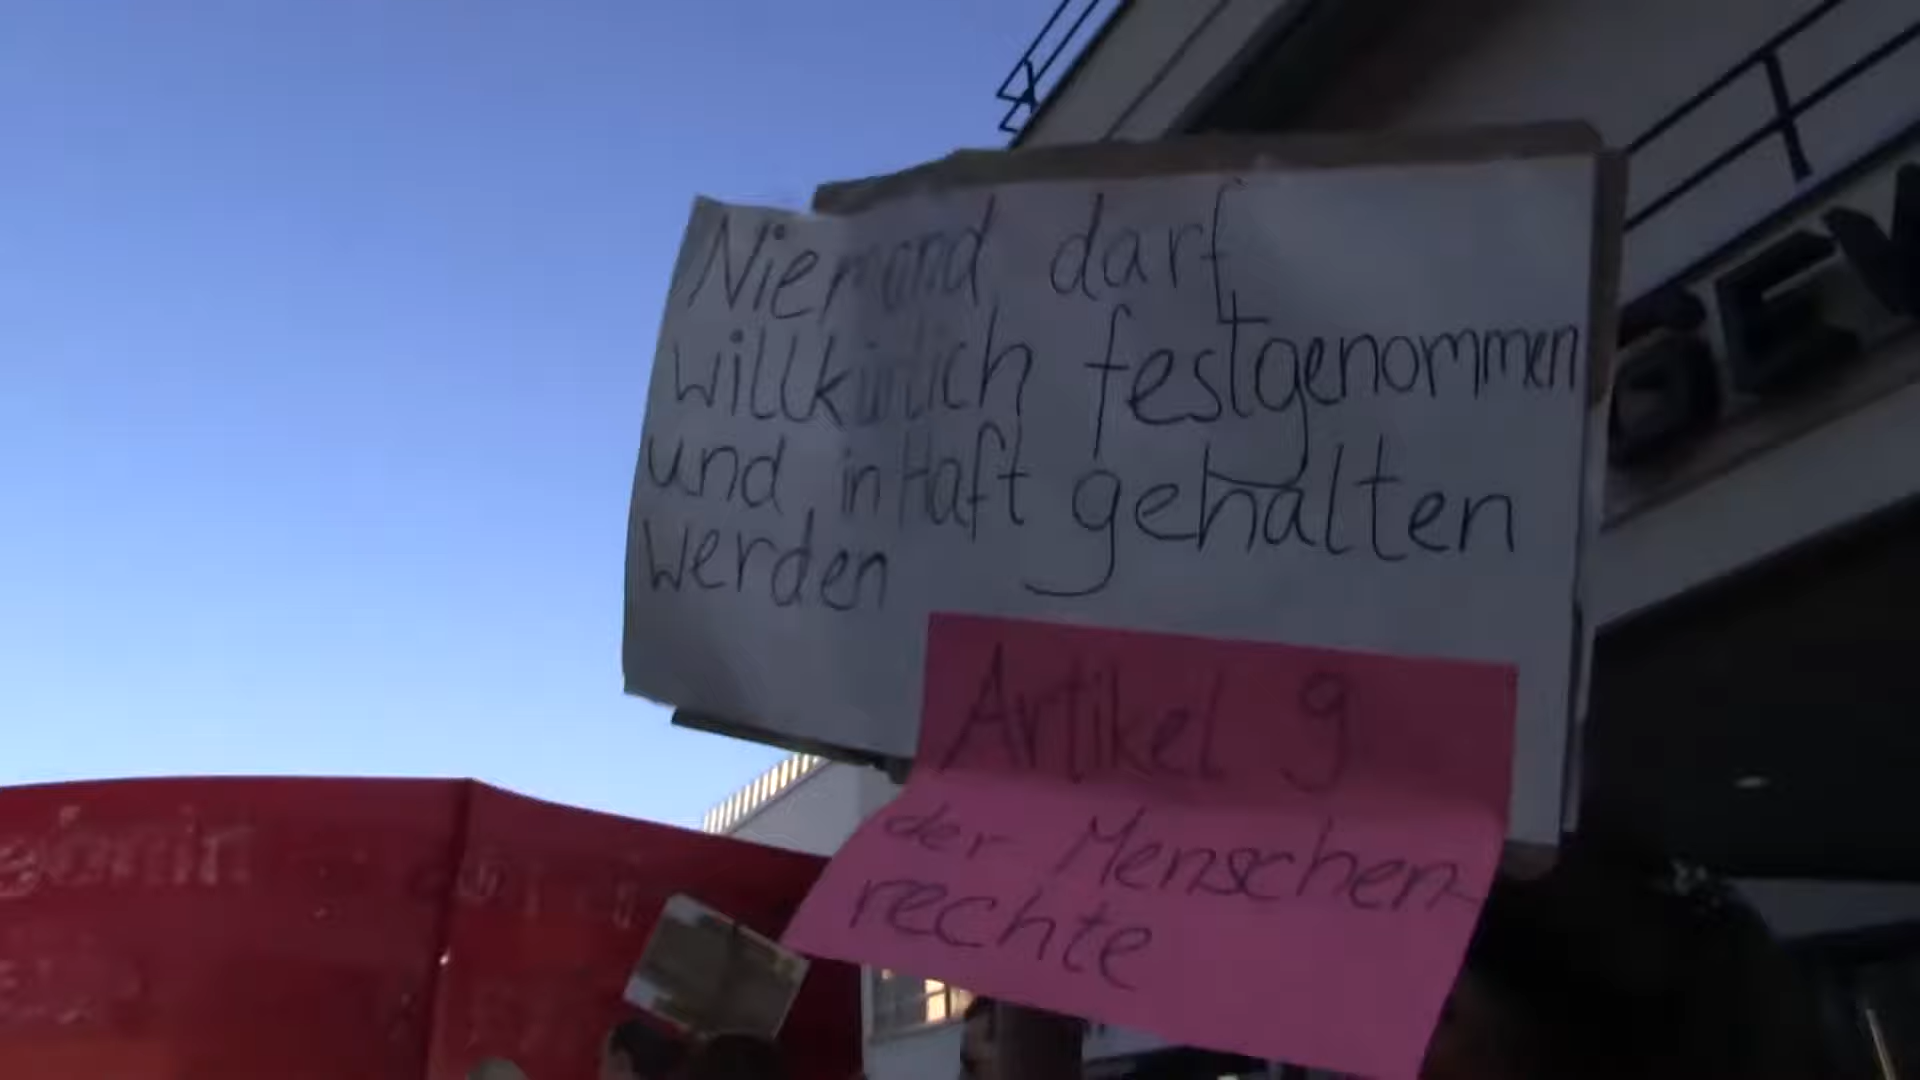 Niemand darf
willkürlich festgenommen
und in Haft gehalten
werden
Artikel 9
der Menschen-
rechte